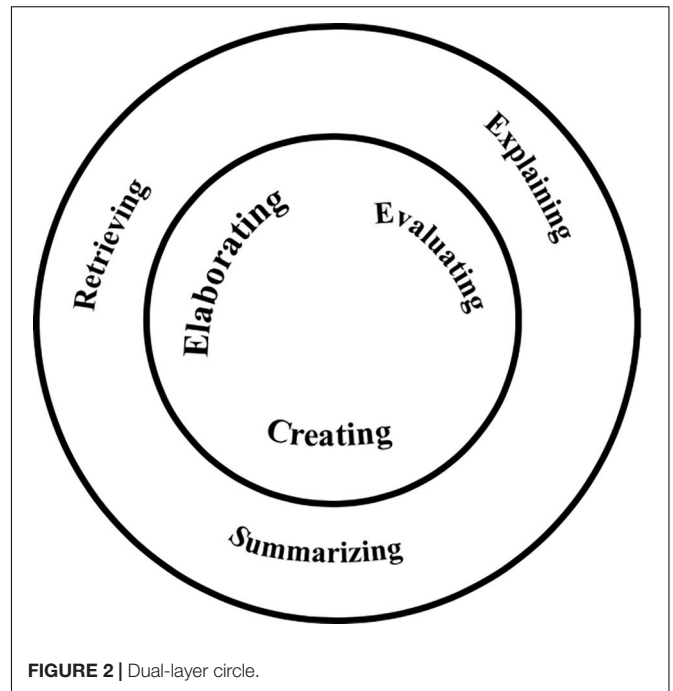 Explaining
Retrieving
Elaborating
Evaluating
Creating
Summarizing
FIGURE 2 | Dual-layer circle.